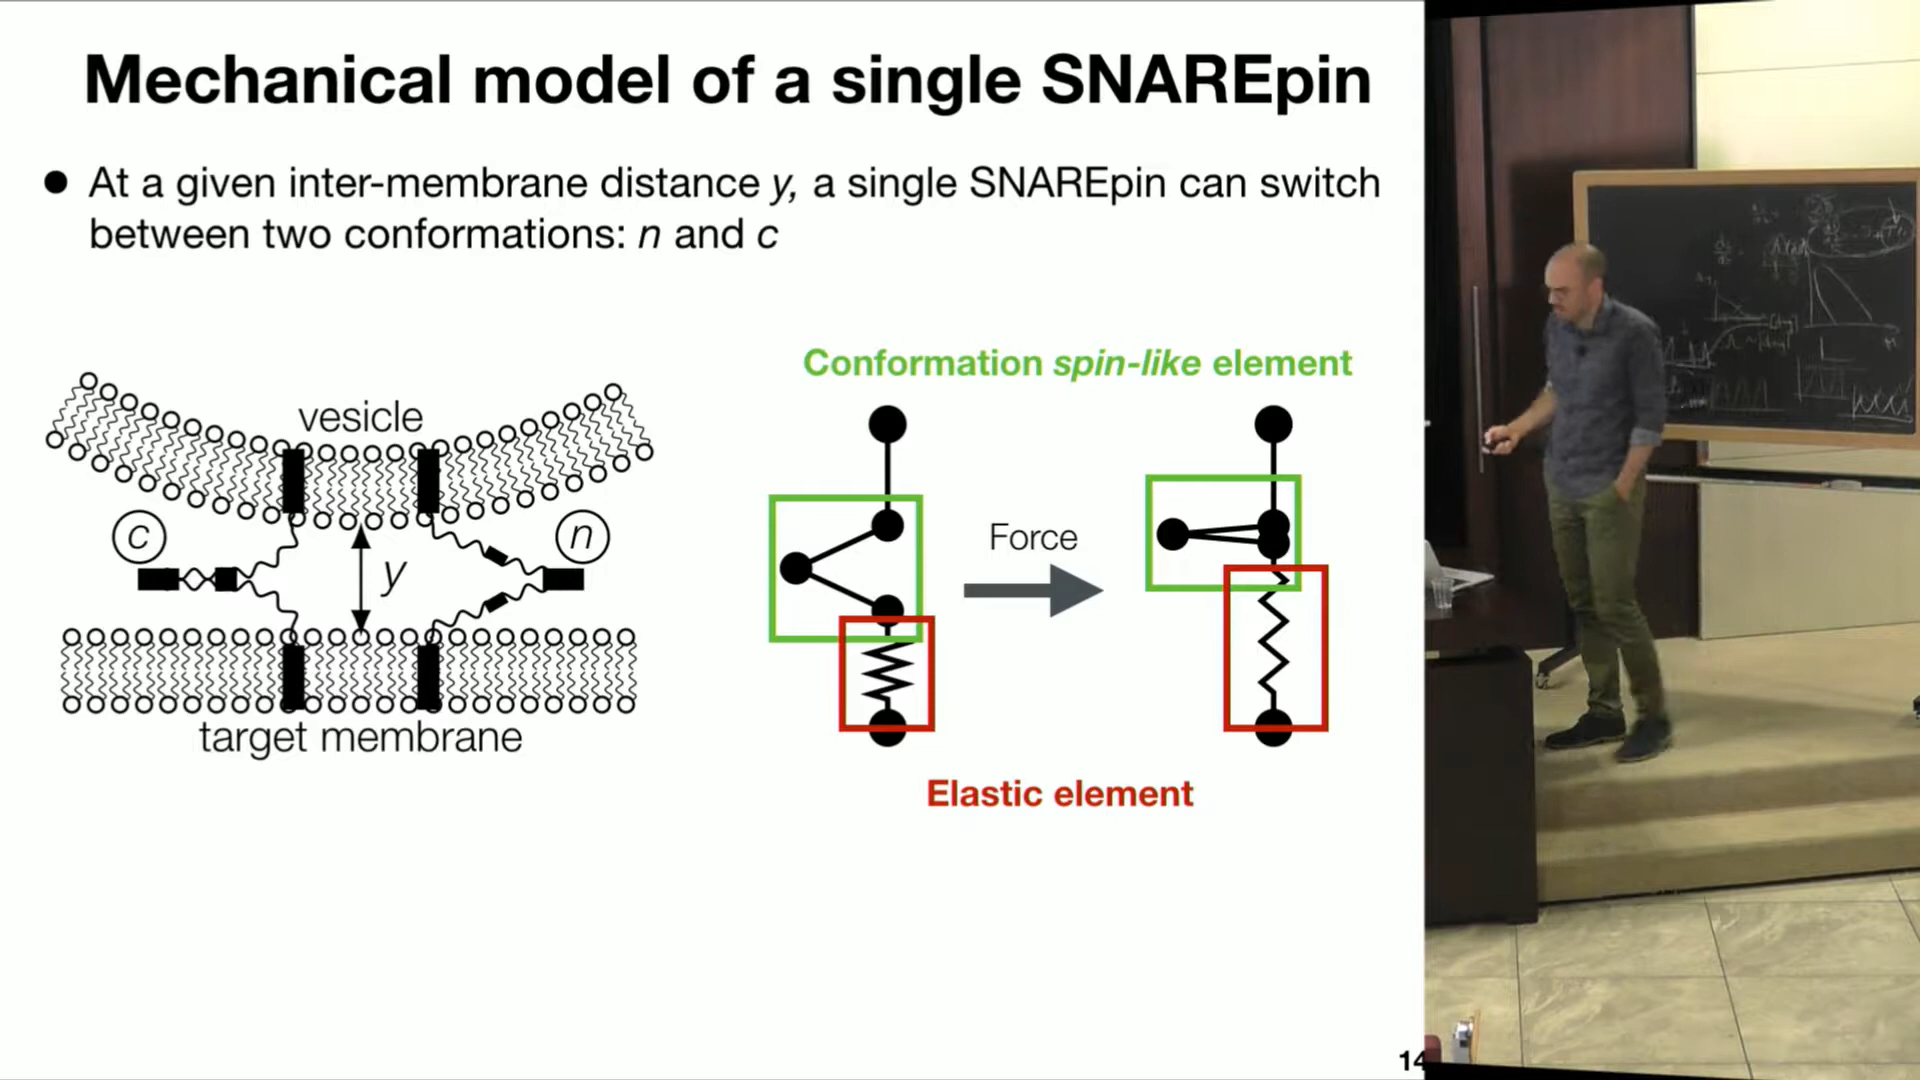 Mechanical model of a single SNAREpin
● At a given inter-membrane distance y, a single SNAREpin can switch
between two conformations: n and c
Conformation spin-like element
vesicle
c
n
y
Force
target membrane
Elastic element
14